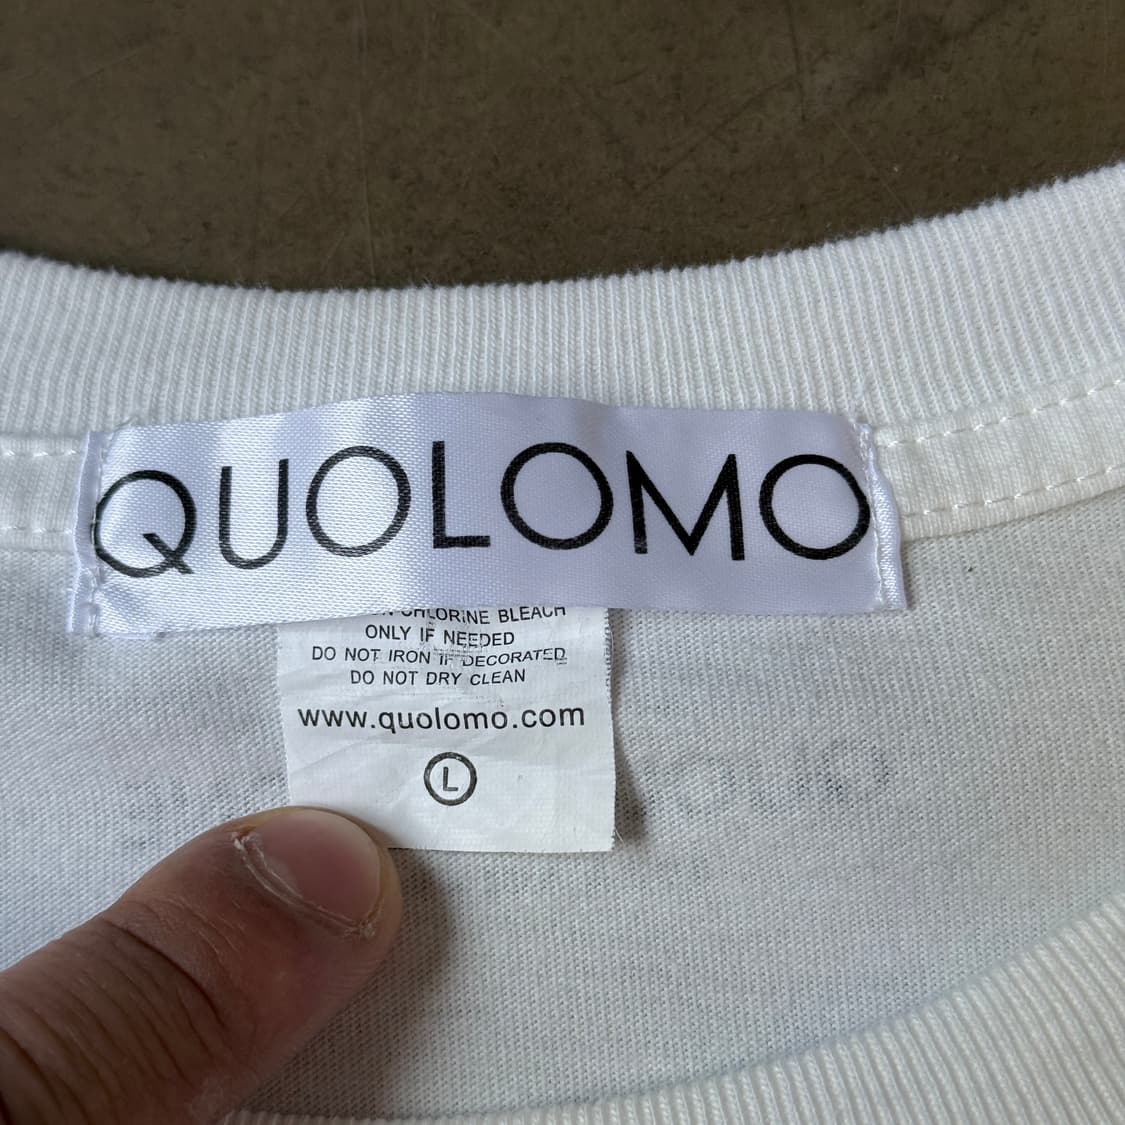 QUOLOMO
CHLORINE BLEACH
ONLY IF NEEDED
DO NOT IRON IF DECORATED
DO NOT DRY CLEAN
www.quolomo.com
L